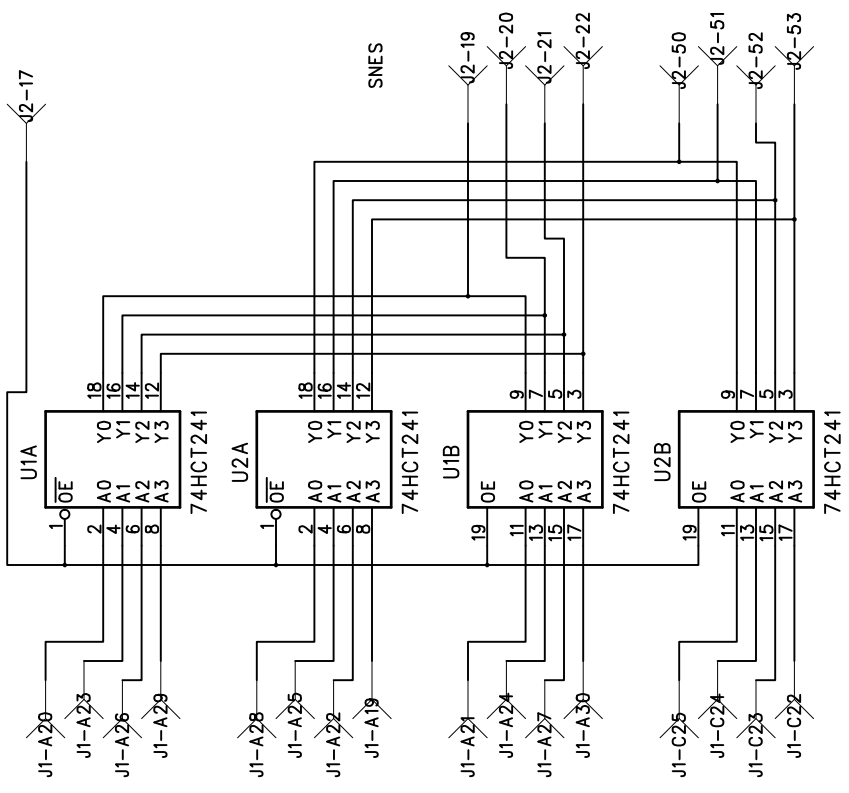 J2-17
U1A
J1-A20
1 OE
2 A0 Y0 18
J1-A23
4 A1 Y1 16
J1-A26
6 A2 Y2 14
J1-A29
8 A3 Y3 12
74HCT241
U2A
J1-A28
1 OE
2 A0 Y0 18
J1-A25
4 A1 Y1 16
J1-A22
6 A2 Y2 14
J1-A19
8 A3 Y3 12
SNES
74HCT241
U1B
J1-A21
19 OE
J2-19
J1-A24
11 A0 Y0 9
J2-20
J1-A27
13 A1 Y1 7
J2-21
15 A2 Y2 5
J1-A30
17 A3 Y3 3
J2-22
74HCT241
U2B
J1-C25
19 OE
J2-50
J1-C24
11 A0 Y0 9
J2-51
J1-C23
13 A1 Y1 7
J2-52
15 A2 Y2 5
J1-C22
17 A3 Y3 3
J2-53
74HCT241